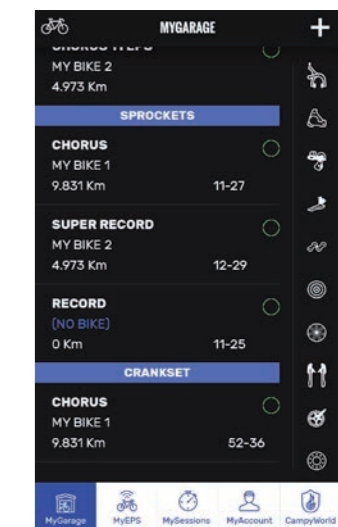 MYGARAGE
MY BIKE 2
4.973 Km
SPROCKETS
CHORUS
MY BIKE 1
9.831 Km 11-27
SUPER RECORD
MY BIKE 2
4.973 Km 12-29
RECORD
(NO BIKE)
0 Km 11-25
CRANKSET
CHORUS
MY BIKE 1
9.831 Km 52-36
MyGarage MyEPS MySessions MyAccount CampyWorld